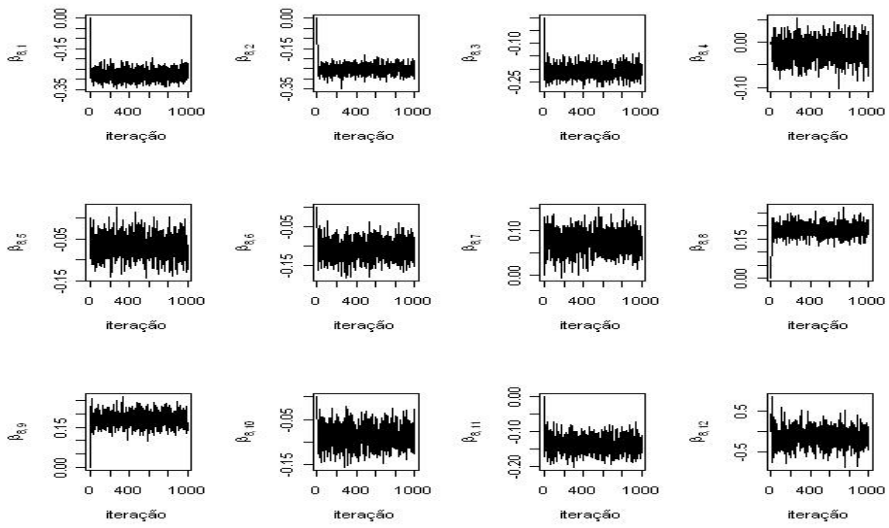 β8,1 0.00 -0.15 -0.35 0 400 1000 iteração
β8,2 0.00 -0.15 -0.35 0 400 1000 iteração
β8,3 -0.10 -0.25 0 400 1000 iteração
β8,4 0.00 -0.10 0 400 1000 iteração
β8,5 -0.05 -0.15 0 400 1000 iteração
β8,6 -0.05 -0.15 0 400 1000 iteração
β8,7 0.10 0.00 0 400 1000 iteração
β8,8 0.15 0.00 0 400 1000 iteração
β8,9 0.15 0.00 0 400 1000 iteração
β8,10 -0.05 -0.15 0 400 1000 iteração
β8,11 0.00 -0.10 -0.20 0 400 1000 iteração
β8,12 0.5 -0.5 0 400 1000 iteração